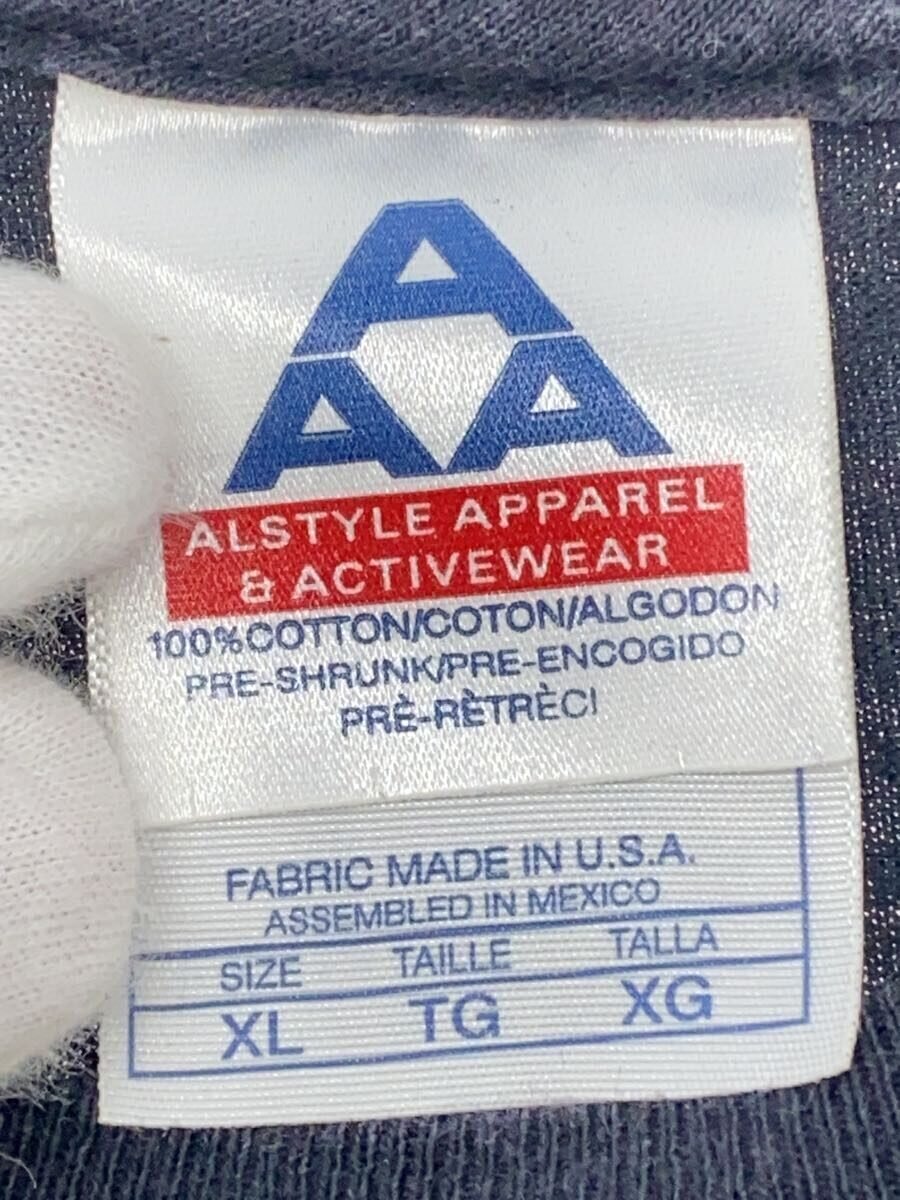 A
A A
ALSTYLE APPAREL
& ACTIVEWEAR
100%COTTON/COTON/ALGODON
PRE-SHRUNK/PRE-ENCOGIDO
PRÈ-RÈTRÈCI
FABRIC MADE IN U.S.A.
ASSEMBLED IN MEXICO
SIZE TAILLE TALLA
XL TG XG